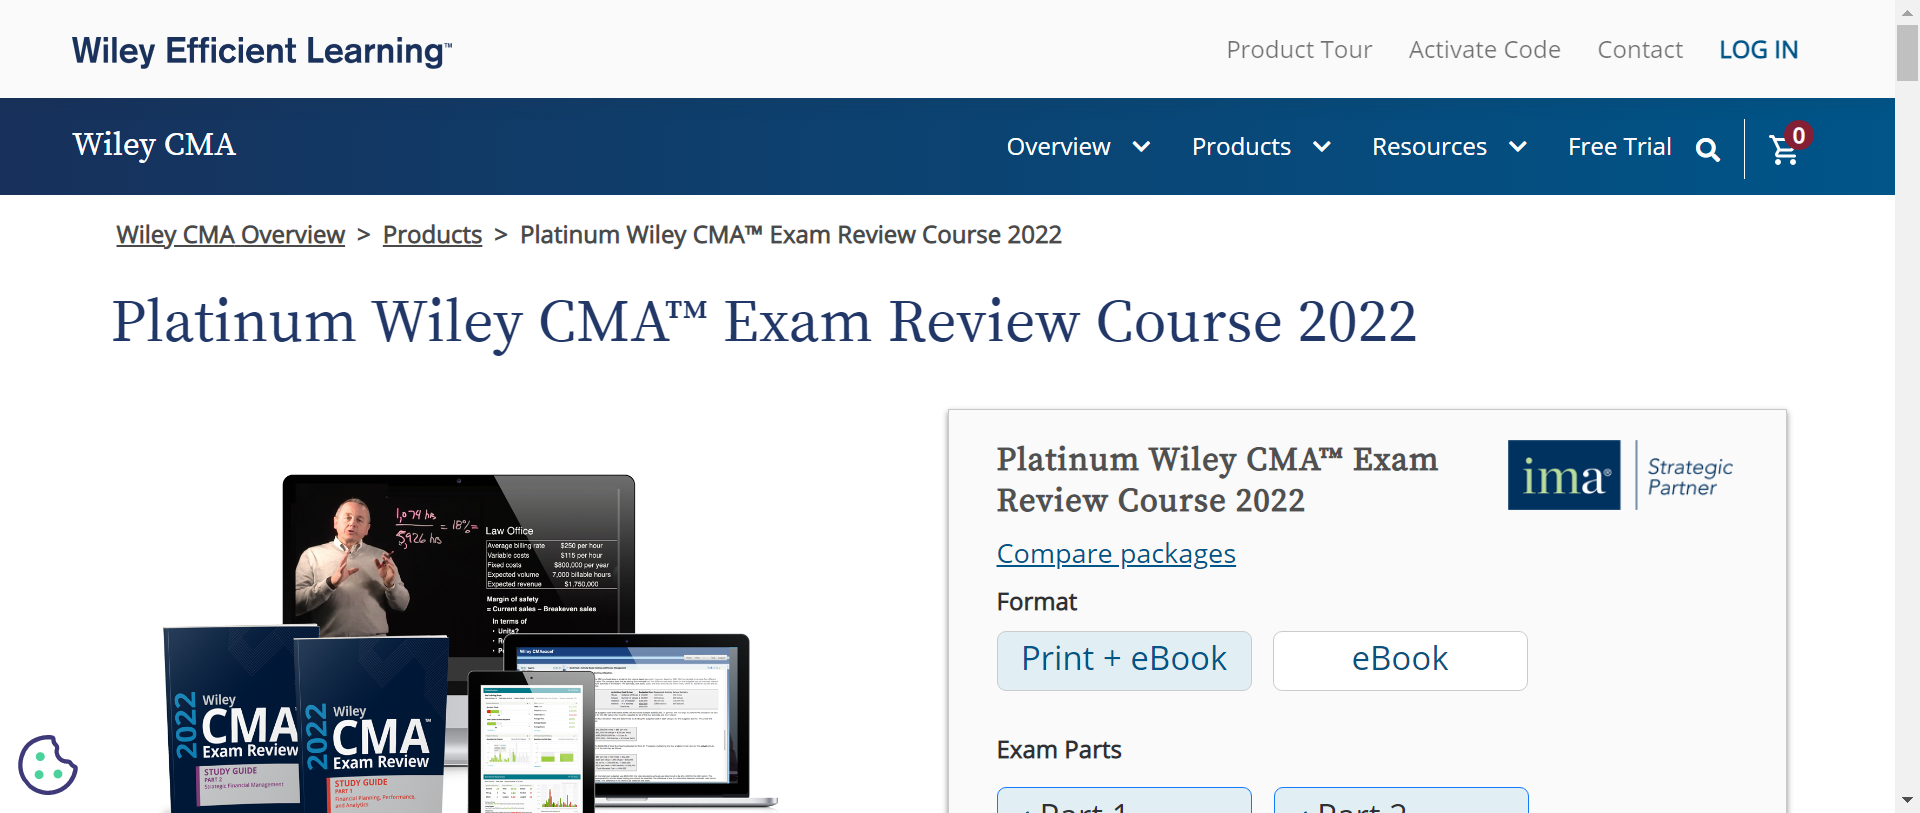 Wiley Efficient Learning™
Product Tour Activate Code Contact LOG IN
Wiley CMA
Overview Products Resources Free Trial 0
Wiley CMA Overview > Products > Platinum Wiley CMA™ Exam Review Course 2022
Platinum Wiley CMA™ Exam Review Course 2022
1,079 hrs
5,926 hrs
= 18% =
Law Office
Average billing rate $250 per hour
Variable costs $115 per hour
Fixed costs $800,000 per year
Expected volume 7,000 billable hours
Expected revenue $1,750,000
Margin of safety
= Current sales – Breakeven sales
In terms of
• Units?
2022
Wiley
CMA
Exam Review
STUDY GUIDE
PART 2
Strategic Financial Management
2022
Wiley
CMA™
Exam Review
STUDY GUIDE
PART 1
Financial Planning, Performance,
and Analytics
Platinum Wiley CMA™ Exam
Review Course 2022
ima®
Strategic
Partner
Compare packages
Format
Print + eBook eBook
Exam Parts
Part 1 Part 2